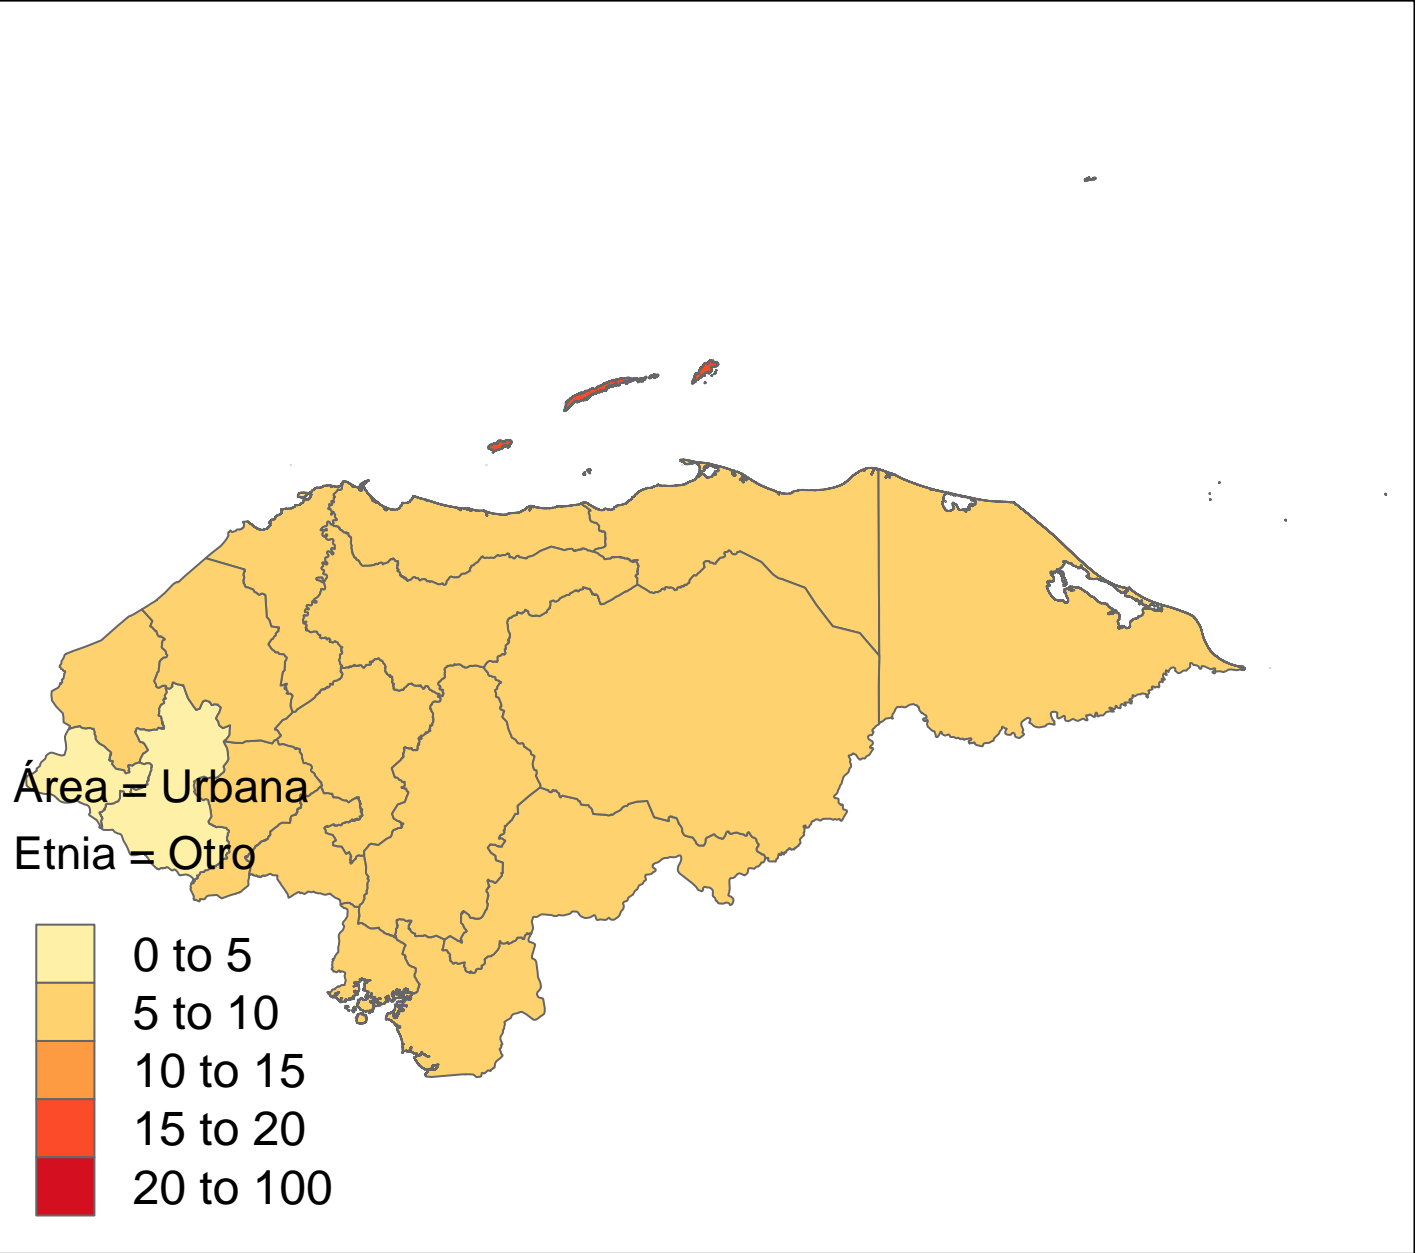 Área = Urbana
Etnia = Otro
0 to 5
5 to 10
10 to 15
15 to 20
20 to 100